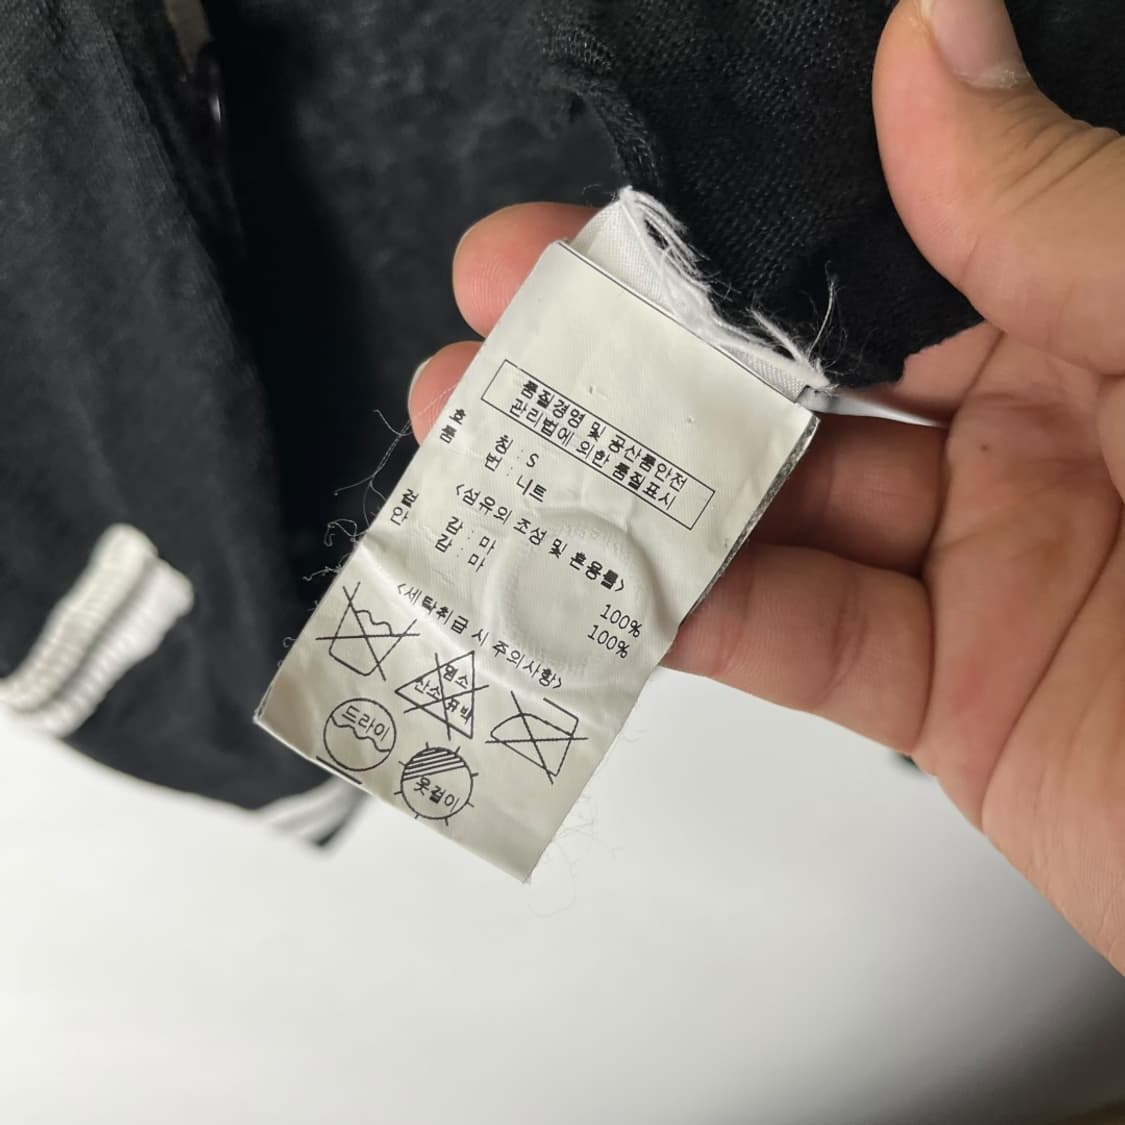 품질경영 및 공산품안전
관리법에 의한 품질표시
호 칭 : S
품 번 : 니트
<섬유의 조성 및 혼용률>
겉 감 : 마 100%
안 감 : 마 100%
<세탁취급 시 주의사항>
염소
산소표백
드라이
옷걸이